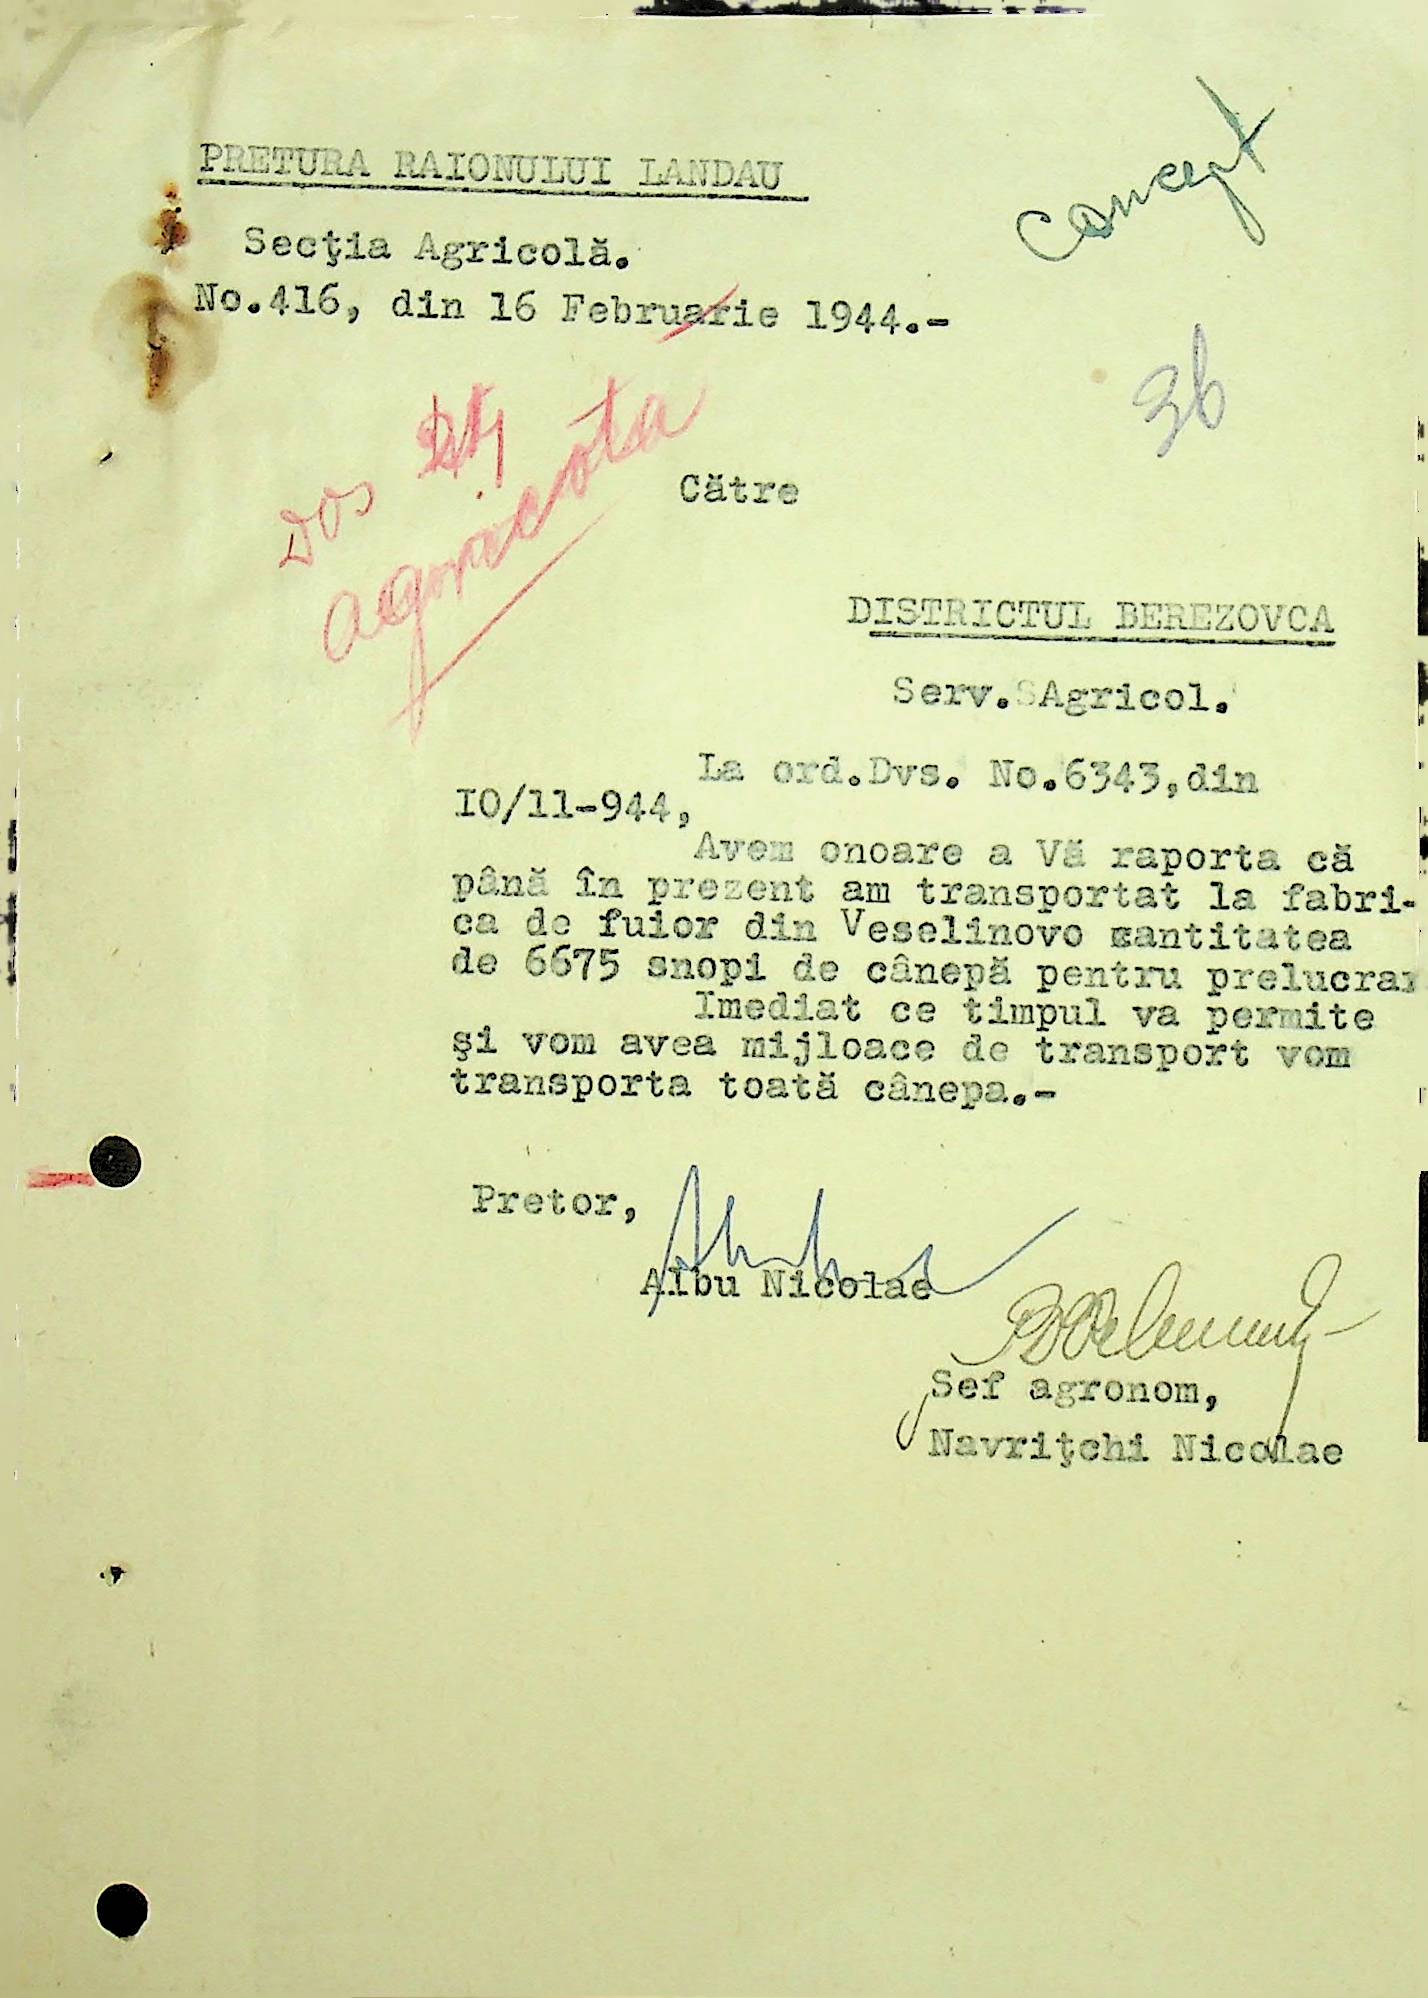 concept
PRETURA RAIONULUI LANDAU
Secţia Agricolă.
No.416, din 16 Februarie 1944.-
36
Dos
agricola
Către
DISTRICTUL BEREZOVCA
Serv. Agricol.
La ord.Dvs. No.6343,din
IO/11-944,
Avem onoare a Vă raporta că
până în prezent am transportat la fabri-
ca de fuior din Veselinovo cantitatea
de 6675 snopi de cânepă pentru prelucrar
Imediat ce timpul va permite
şi vom avea mijloace de transport vom
transporta toată cânepa.-
Pretor,
Albu Nicolae
Sef agronom,
Navriţchi Nicolae